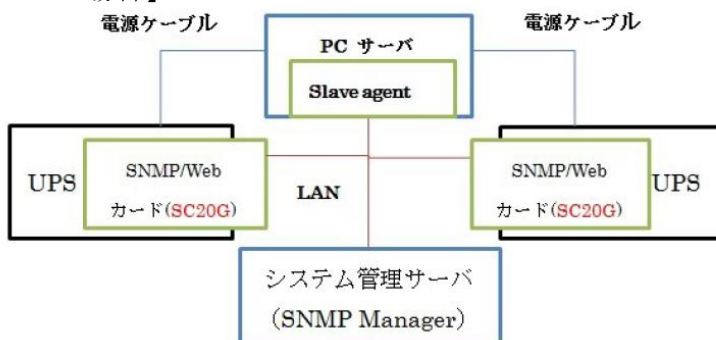 電源ケーブル
電源ケーブル
PC サーバ
Slave agent
UPS
SNMP/Web
カード(SC20G)
LAN
SNMP/Web
カード(SC20G)
UPS
システム管理サーバ
(SNMP Manager)